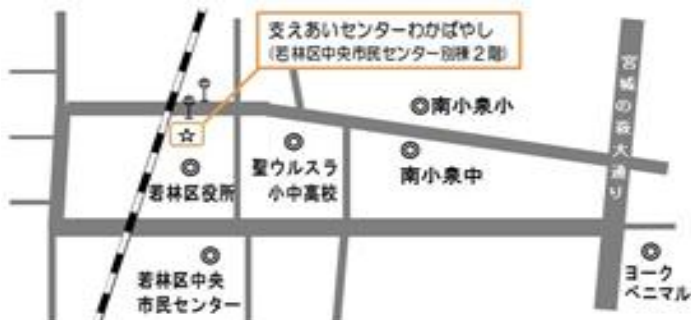 支えあいセンターわかばやし
(若林区中央市民センター別棟2階)
宮城の萩大通り
南小泉小
聖ウルスラ
小中高校
南小泉中
若林区役所
若林区中央
市民センター
ヨーク
ベニマル